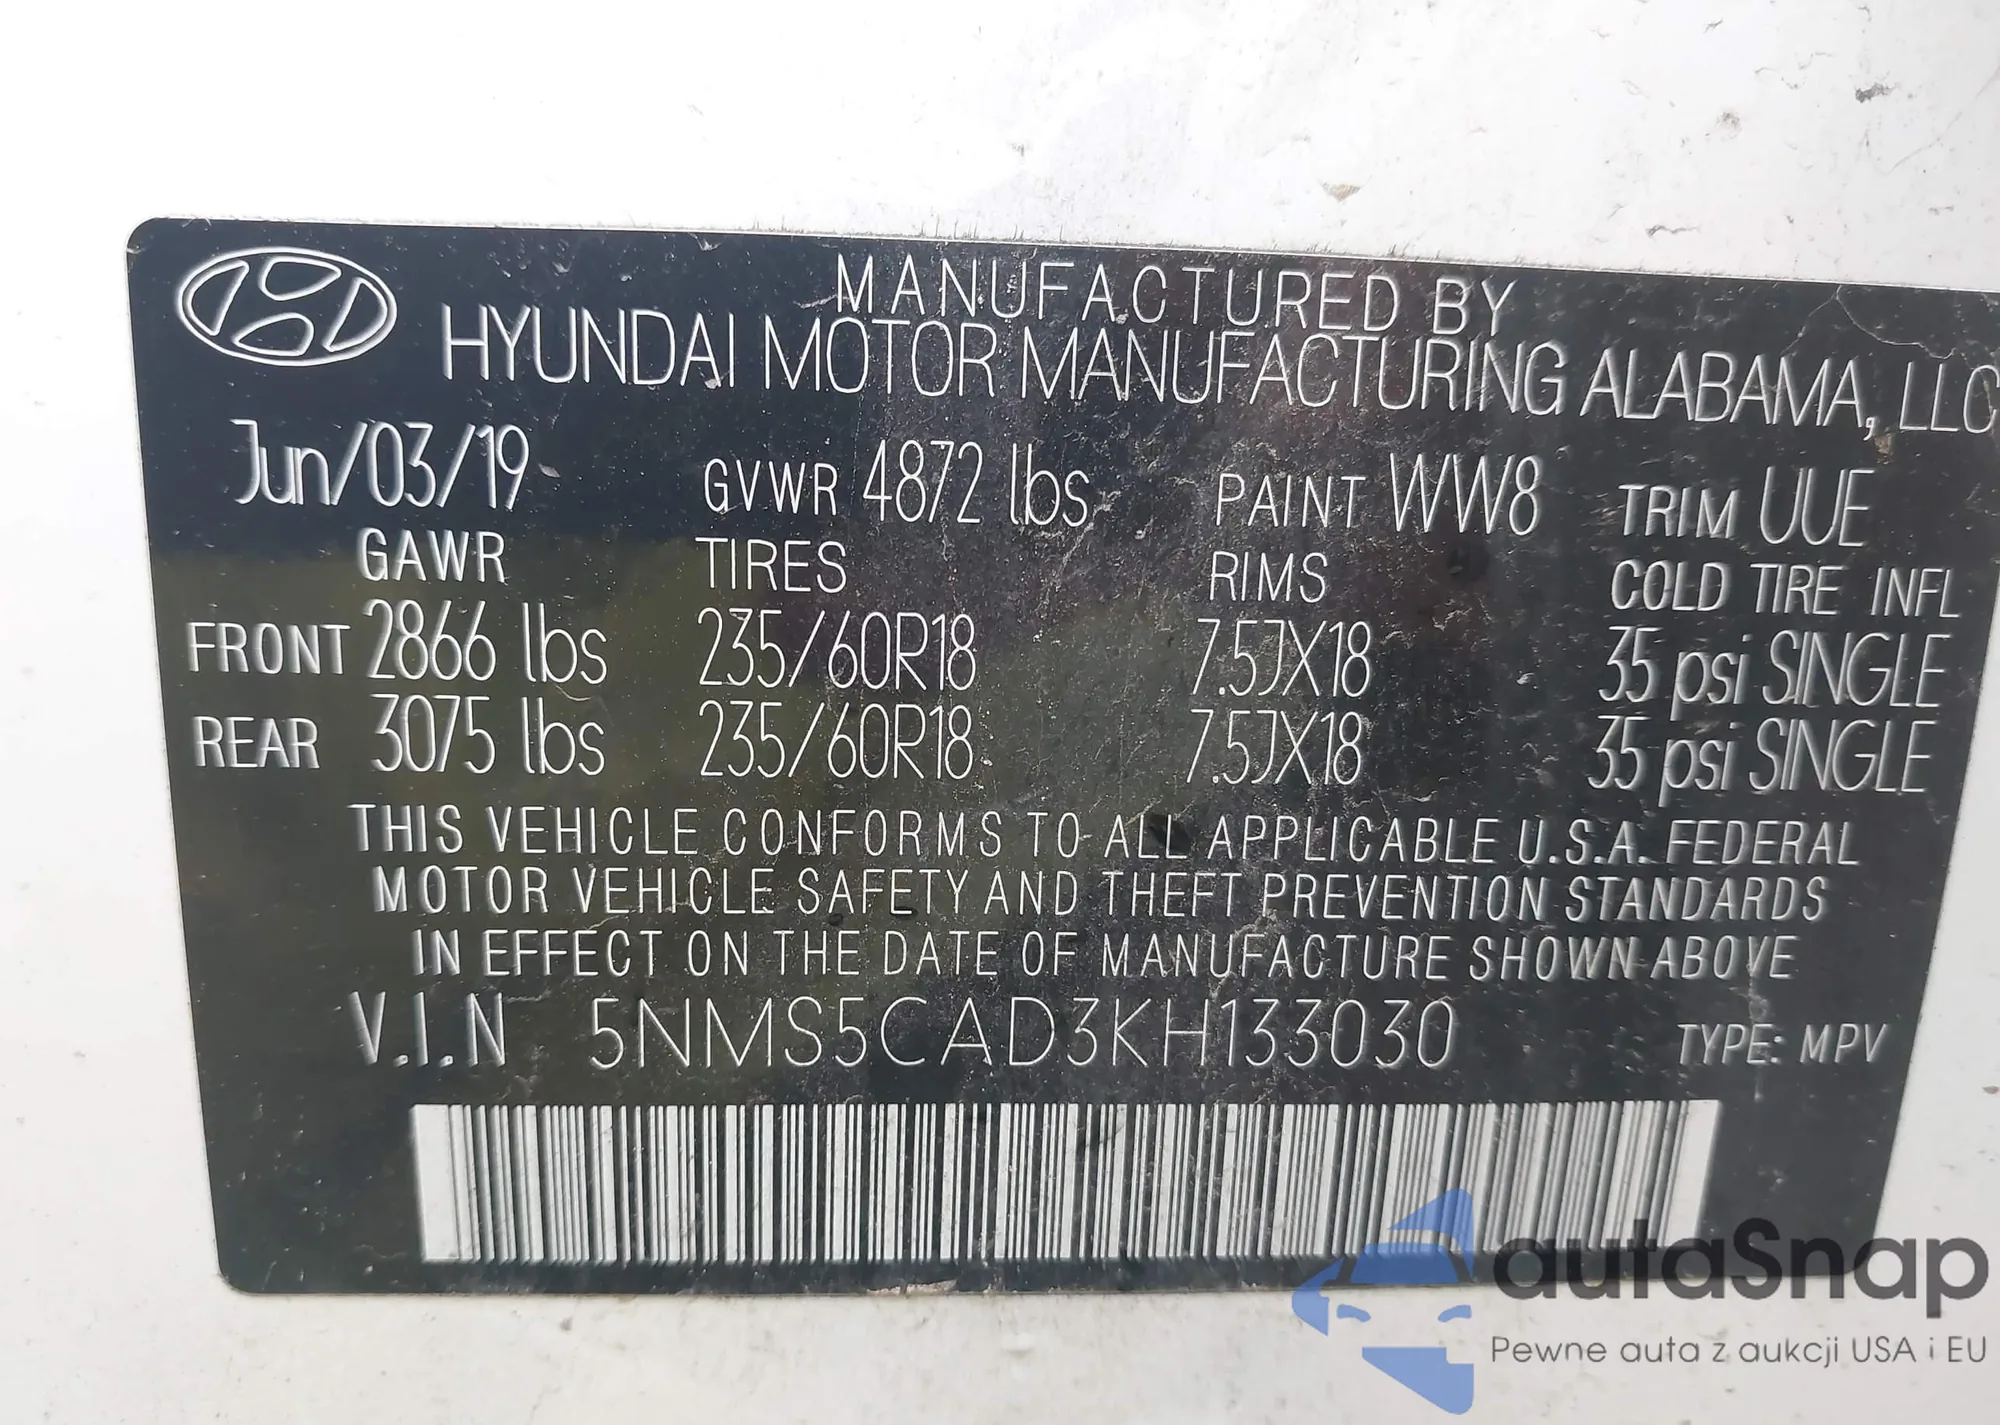 MANUFACTURED BY
HYUNDAI MOTOR MANUFACTURING ALABAMA, LLC
Jun/03/19 GVWR 4872 lbs PAINT WW8 TRIM UUE
GAWR TIRES RIMS COLD TIRE INFL
FRONT 2866 lbs 235/60R18 7.5JX18 35 psi SINGLE
REAR 3075 lbs 235/60R18 7.5JX18 35 psi SINGLE
THIS VEHICLE CONFORMS TO ALL APPLICABLE U.S.A. FEDERAL
MOTOR VEHICLE SAFETY AND THEFT PREVENTION STANDARDS
IN EFFECT ON THE DATE OF MANUFACTURE SHOWN ABOVE
V.I.N 5NMS5CAD3KH133030 TYPE: MPV
autaSnap
Pewne auta z aukcji USA i EU